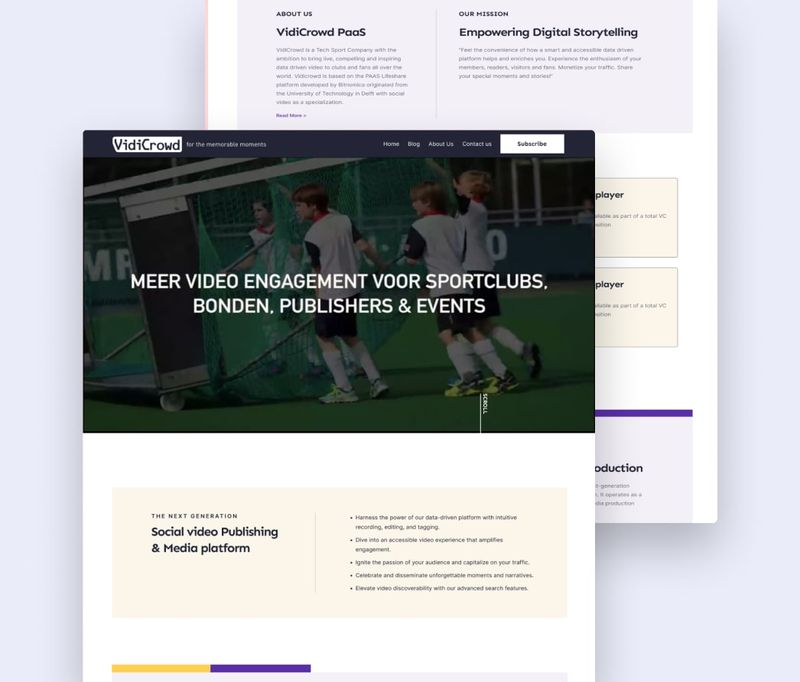 ABOUT US
VidiCrowd PaaS
VidiCrowd is a Tech Sport Company with the
ambition to bring live, compelling and inspiring
data driven video to clubs and fans all over the
world. Vidicrowd is based on the PAAS Lifeshare
platform developed by Bitnomica originated from
the University of Technology in Delft with social
video as a specialization.
Read More >
OUR MISSION
Empowering Digital Storytelling
"Feel the convenience of how a smart and accessible data driven
platform helps and enriches you. Experience the enthusiasm of your
members, readers, visitors and fans. Monetize your traffic. Share
your special moments and stories!"
VidiCrowd for the memorable moments
Home Blog About Us Contact us Subscribe
MEER VIDEO ENGAGEMENT VOOR SPORTCLUBS,
BONDEN, PUBLISHERS & EVENTS
SCROLL
player
ailable as part of a total VC
player
ailable as part of a total VC
oduction
t-generation
. It operates as a
dia production
THE NEXT GENERATION
Social video Publishing
& Media platform
• Harness the power of our data-driven platform with intuitive
recording, editing, and tagging.
• Dive into an accessible video experience that amplifies
engagement.
• Ignite the passion of your audience and capitalize on your traffic.
• Celebrate and disseminate unforgettable moments and narratives.
• Elevate video discoverability with our advanced search features.